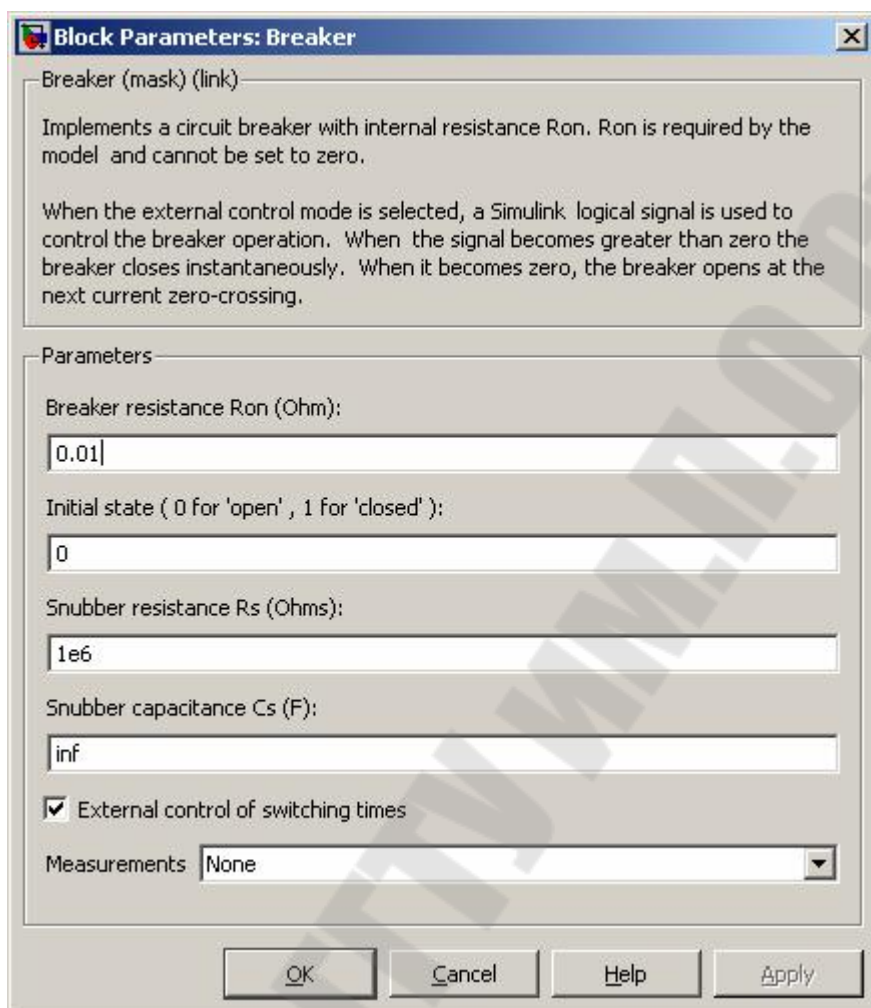 Block Parameters: Breaker
Breaker (mask) (link)
Implements a circuit breaker with internal resistance Ron. Ron is required by the
model and cannot be set to zero.
When the external control mode is selected, a Simulink logical signal is used to
control the breaker operation. When the signal becomes greater than zero the
breaker closes instantaneously. When it becomes zero, the breaker opens at the
next current zero-crossing.
Parameters
Breaker resistance Ron (Ohm):
0.01
Initial state ( 0 for 'open' , 1 for 'closed' ):
0
Snubber resistance Rs (Ohms):
1e6
Snubber capacitance Cs (F):
inf
External control of switching times
Measurements None
OK Cancel Help Apply
ГГТУ ИМ.П.О.